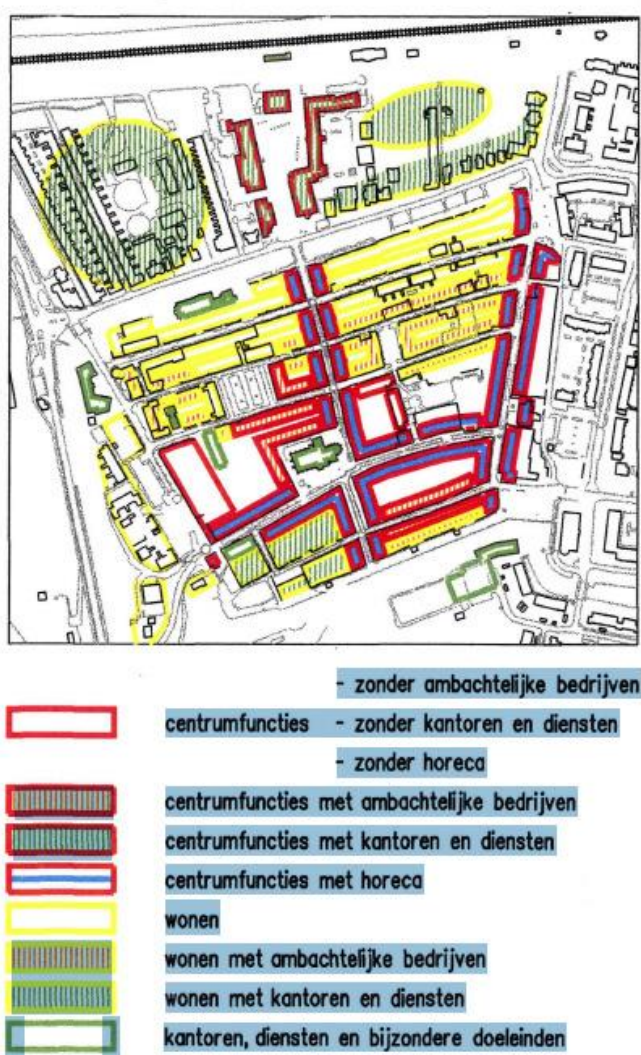 - zonder ambachtelijke bedrijven
centrumfuncties - zonder kantoren en diensten
- zonder horeca
centrumfuncties met ambachtelijke bedrijven
centrumfuncties met kantoren en diensten
centrumfuncties met horeca
wonen
wonen met ambachtelijke bedrijven
wonen met kantoren en diensten
kantoren, diensten en bijzondere doeleinden